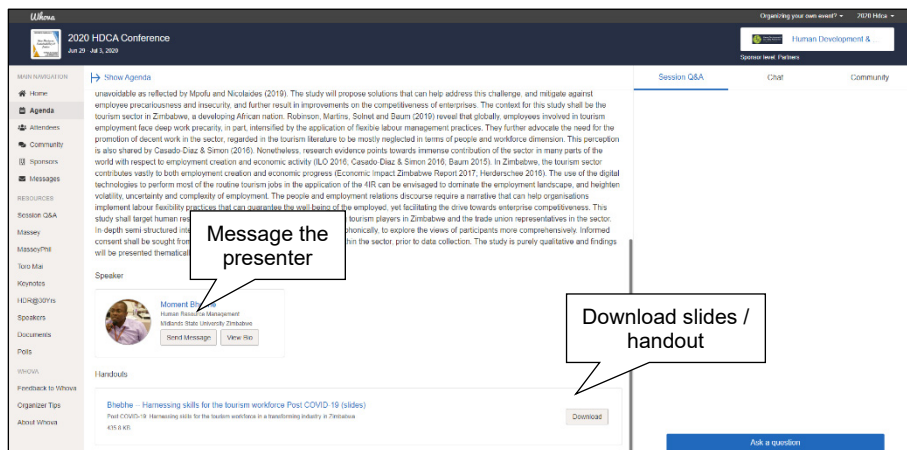 Whova
Organizing your own event?
2020 Hdca
2020 HDCA Conference
Jun 29 - Jul 3, 2020
Human Development & ...
Sponsor level: Partners
MAIN NAVIGATION
Home
Agenda
Attendees
Community
Sponsors
Messages
RESOURCES
Session Q&A
Massey
Massey/Phil
Toro Mai
Keynotes
HDR@30Yrs
Speakers
Documents
Polls
WHOVA
Feedback to Whova
Organizer Tips
About Whova
Show Agenda
unavoidable as reflected by Mpofu and Nicolaides (2019). The study will propose solutions that can help address this challenge, and mitigate against
employee precariousness and insecurity, and further result in improvements on the competitiveness of enterprises. The context for this study shall be the
tourism sector in Zimbabwe, a developing African nation. Robinson, Martins, Solnet and Baum (2019) reveal that globally, employees involved in tourism
employment face deep work precarity, in part, intensified by the application of flexible labour management practices. They further advocate the need for the
promotion of decent work in the sector, regarded in the tourism literature to be mostly neglected in terms of people and workforce dimension. This perception
is also shared by Casado-Diaz & Simon (2016). Nonetheless, research evidence points towards immense contribution of the sector in many parts of the
world with respect to employment creation and economic activity (ILO 2016; Casado-Diaz & Simon 2016; Baum 2015). In Zimbabwe, the tourism sector
contributes vastly to both employment creation and economic progress (Economic Impact Zimbabwe Report 2017; Herderschee 2016). The use of the digital
technologies to perform most of the routine tourism jobs in the application of the 4IR can be envisaged to dominate the employment landscape, and heighten
volatility, uncertainty and complexity of employment. The people and employment relations discourse require a narrative that can help organisations
implement labour flexibility practices that can guarantee the well being of the employed, yet facilitating the drive towards enterprise competitiveness. This
study shall target human res tourism players in Zimbabwe and the trade union representatives in the sector.
In-depth semi structured inte phonically, to explore the views of participants more comprehensively. Informed
consent shall be sought from hin the sector, prior to data collection. The study is purely qualitative and findings
will be presented thematical
Message the
presenter
Speaker
Moment Bh
Human Resource Management
Midlands State University Zimbabwe
Send Message
View Bio
Download slides /
handout
Handouts
Bhebhe – Harnessing skills for the tourism workforce Post COVID-19 (slides)
Post COVID-19: Harnessing skills for the tourism workforce in a transforming industry in Zimbabwe
Download
Session Q&A
Chat
Community
Ask a question